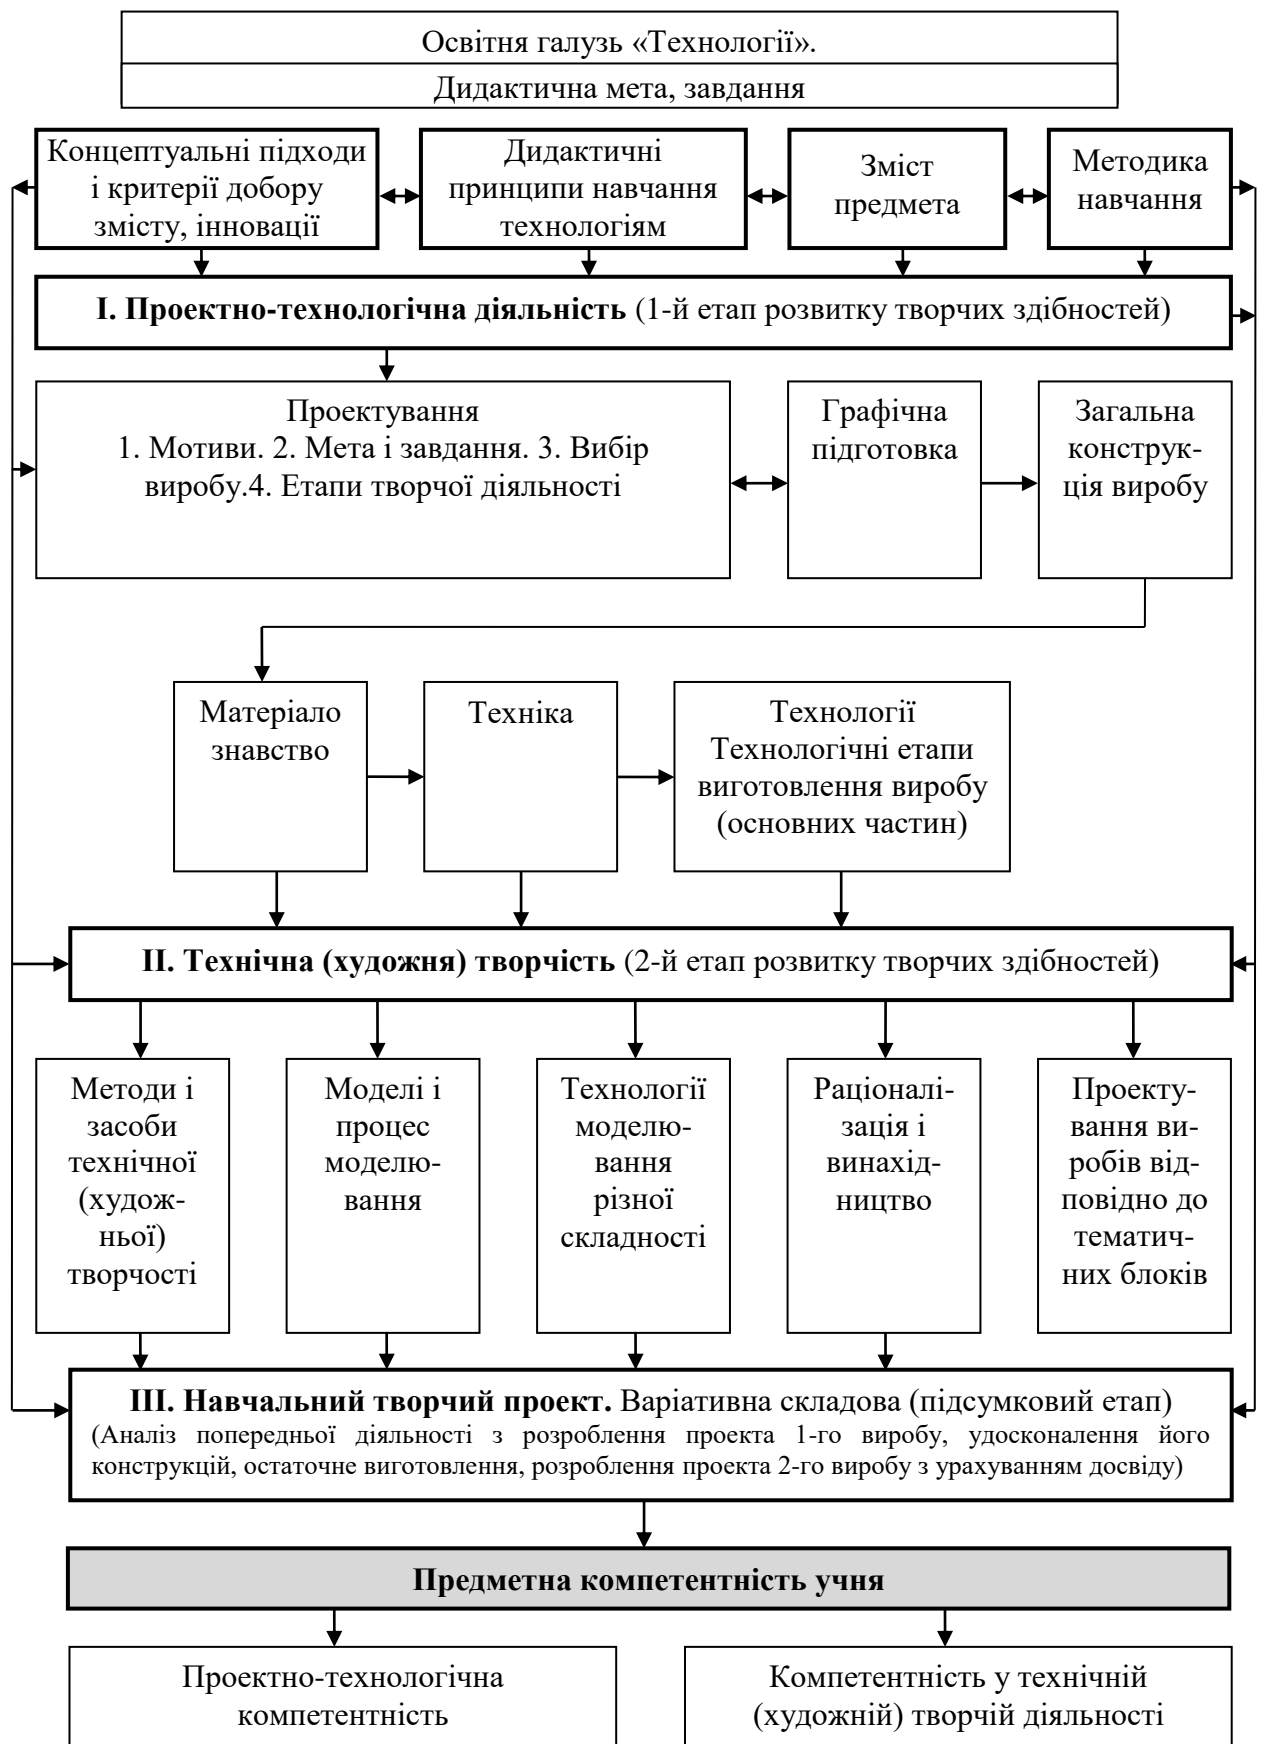 Освітня галузь «Технології».
Дидактична мета, завдання
Концептуальні підходи
і критерії добору
змісту, інновації
Дидактичні
принципи навчання
технологіям
Зміст
предмета
Методика
навчання
І. Проектно-технологічна діяльність (1-й етап розвитку творчих здібностей)
Проектування
1. Мотиви. 2. Мета і завдання. 3. Вибір
виробу.4. Етапи творчої діяльності
Графічна
підготовка
Загальна
конструк-
ція виробу
Матеріало
знавство
Техніка
Технології
Технологічні етапи
виготовлення виробу
(основних частин)
ІІ. Технічна (художня) творчість (2-й етап розвитку творчих здібностей)
Методи і
засоби
технічної
(худож-
ньої)
творчості
Моделі і
процес
моделю-
вання
Технології
моделю-
вання
різної
складності
Раціоналі-
зація і
винахід-
ництво
Проекту-
вання ви-
робів від-
повідно до
тематич-
них блоків
ІІІ. Навчальний творчий проект. Варіативна складова (підсумковий етап)
(Аналіз попередньої діяльності з розроблення проекта 1-го виробу, удосконалення його
конструкцій, остаточне виготовлення, розроблення проекта 2-го виробу з урахуванням досвіду)
Предметна компетентність учня
Проектно-технологічна
компетентність
Компетентність у технічній
(художній) творчій діяльності